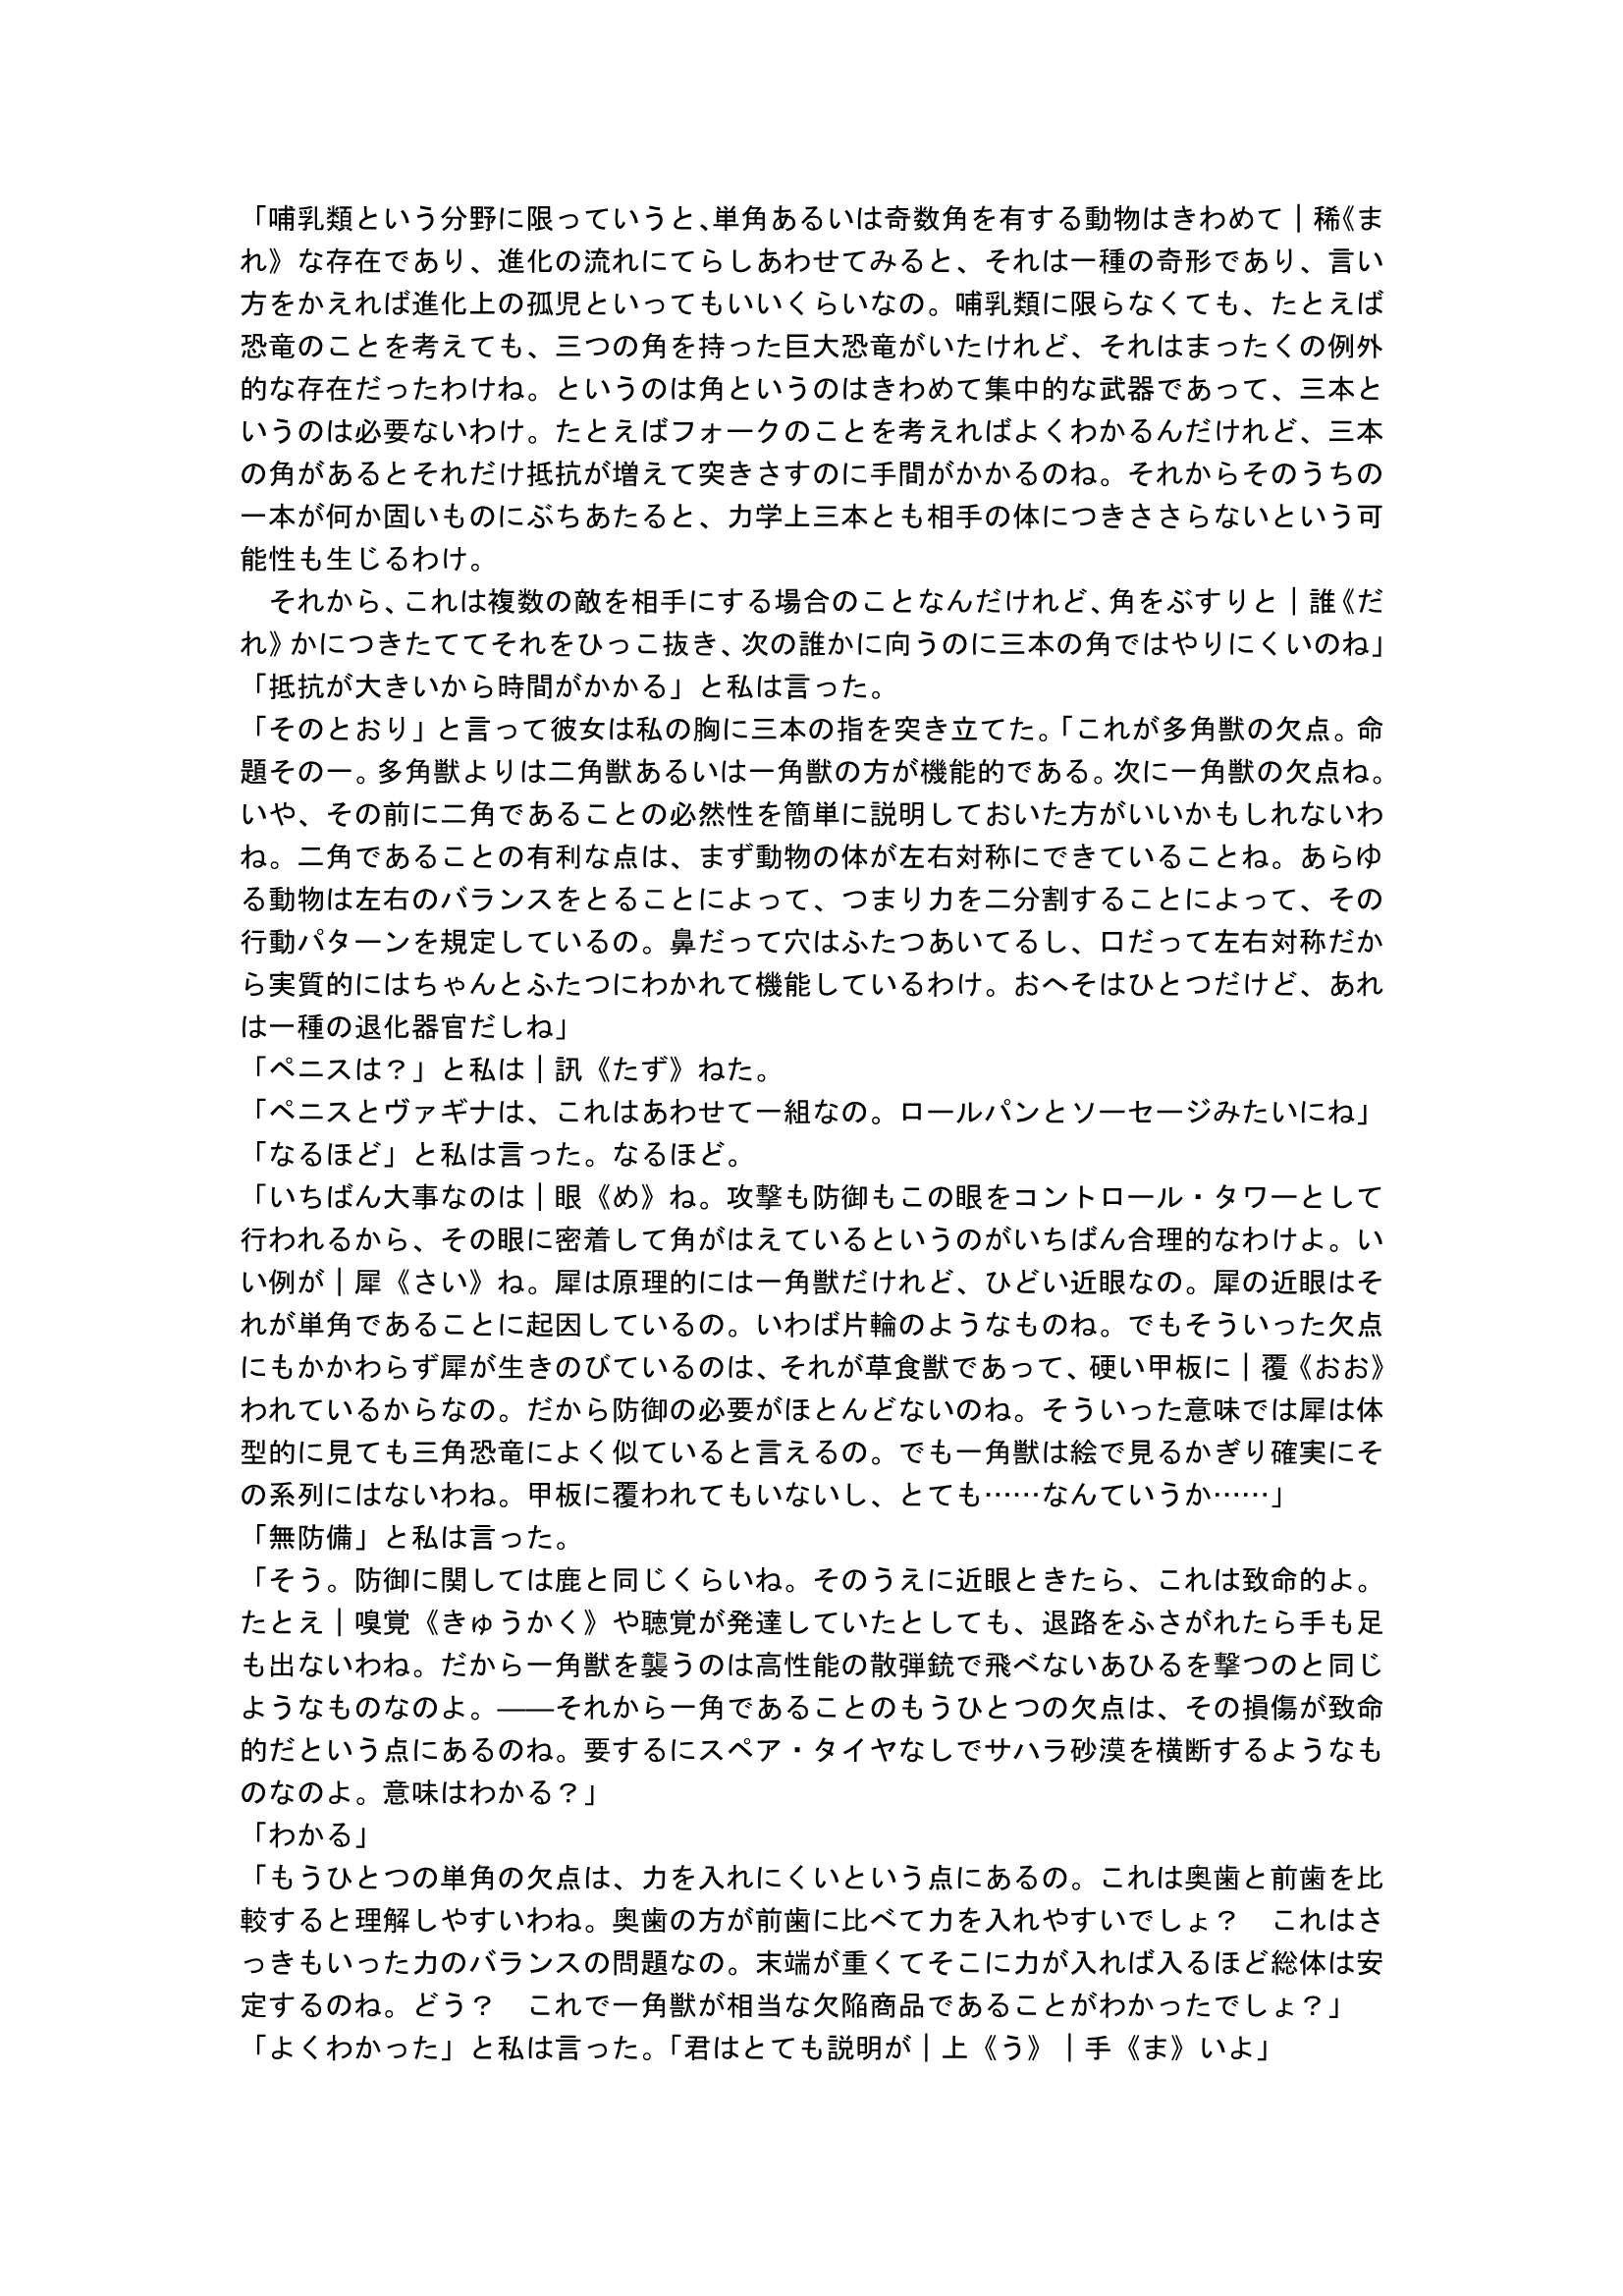 「哺乳類という分野に限っていうと、単角あるいは奇数角を有する動物はきわめて｜稀《ま
れ》な存在であり、進化の流れにてらしあわせてみると、それは一種の奇形であり、言い
方をかえれば進化上の孤児といってもいいくらいなの。哺乳類に限らなくても、たとえば
恐竜のことを考えても、三つの角を持った巨大恐竜がいたけれど、それはまったくの例外
的な存在だったわけね。というのは角というのはきわめて集中的な武器であって、三本と
いうのは必要ないわけ。たとえばフォークのことを考えればよくわかるんだけれど、三本
の角があるとそれだけ抵抗が増えて突きさすのに手間がかかるのね。それからそのうちの
一本が何か固いものにぶちあたると、力学上三本とも相手の体につきささらないという可
能性も生じるわけ。
　それから、これは複数の敵を相手にする場合のことなんだけれど、角をぶすりと｜誰《だ
れ》かにつきたててそれをひっこ抜き、次の誰かに向うのに三本の角ではやりにくいのね」
「抵抗が大きいから時間がかかる」と私は言った。
「そのとおり」と言って彼女は私の胸に三本の指を突き立てた。「これが多角獣の欠点。命
題その一。多角獣よりは二角獣あるいは一角獣の方が機能的である。次に一角獣の欠点ね。
いや、その前に二角であることの必然性を簡単に説明しておいた方がいいかもしれないわ
ね。二角であることの有利な点は、まず動物の体が左右対称にできていることね。あらゆ
る動物は左右のバランスをとることによって、つまり力を二分割することによって、その
行動パターンを規定しているの。鼻だって穴はふたつあいてるし、口だって左右対称だか
ら実質的にはちゃんとふたつにわかれて機能しているわけ。おへそはひとつだけど、あれ
は一種の退化器官だしね」
「ペニスは？」と私は｜訊《たず》ねた。
「ペニスとヴァギナは、これはあわせて一組なの。ロールパンとソーセージみたいにね」
「なるほど」と私は言った。なるほど。
「いちばん大事なのは｜眼《め》ね。攻撃も防御もこの眼をコントロール・タワーとして
行われるから、その眼に密着して角がはえているというのがいちばん合理的なわけよ。い
い例が｜犀《さい》ね。犀は原理的には一角獣だけれど、ひどい近眼なの。犀の近眼はそ
れが単角であることに起因しているの。いわば片輪のようなものね。でもそういった欠点
にもかかわらず犀が生きのびているのは、それが草食獣であって、硬い甲板に｜覆《おお》
われているからなの。だから防御の必要がほとんどないのね。そういった意味では犀は体
型的に見ても三角恐竜によく似ていると言えるの。でも一角獣は絵で見るかぎり確実にそ
の系列にはないわね。甲板に覆われてもいないし、とても……なんていうか……」
「無防備」と私は言った。
「そう。防御に関しては鹿と同じくらいね。そのうえに近眼ときたら、これは致命的よ。
たとえ｜嗅覚《きゅうかく》や聴覚が発達していたとしても、退路をふさがれたら手も足
も出ないわね。だから一角獣を襲うのは高性能の散弾銃で飛べないあひるを撃つのと同じ
ようなものなのよ。――それから一角であることのもうひとつの欠点は、その損傷が致命
的だという点にあるのね。要するにスペア・タイヤなしでサハラ砂漠を横断するようなも
のなのよ。意味はわかる？」
「わかる」
「もうひとつの単角の欠点は、力を入れにくいという点にあるの。これは奥歯と前歯を比
較すると理解しやすいわね。奥歯の方が前歯に比べて力を入れやすいでしょ？　これはさ
っきもいった力のバランスの問題なの。末端が重くてそこに力が入れば入るほど総体は安
定するのね。どう？　これで一角獣が相当な欠陥商品であることがわかったでしょ？」
「よくわかった」と私は言った。「君はとても説明が｜上《う》｜手《ま》いよ」